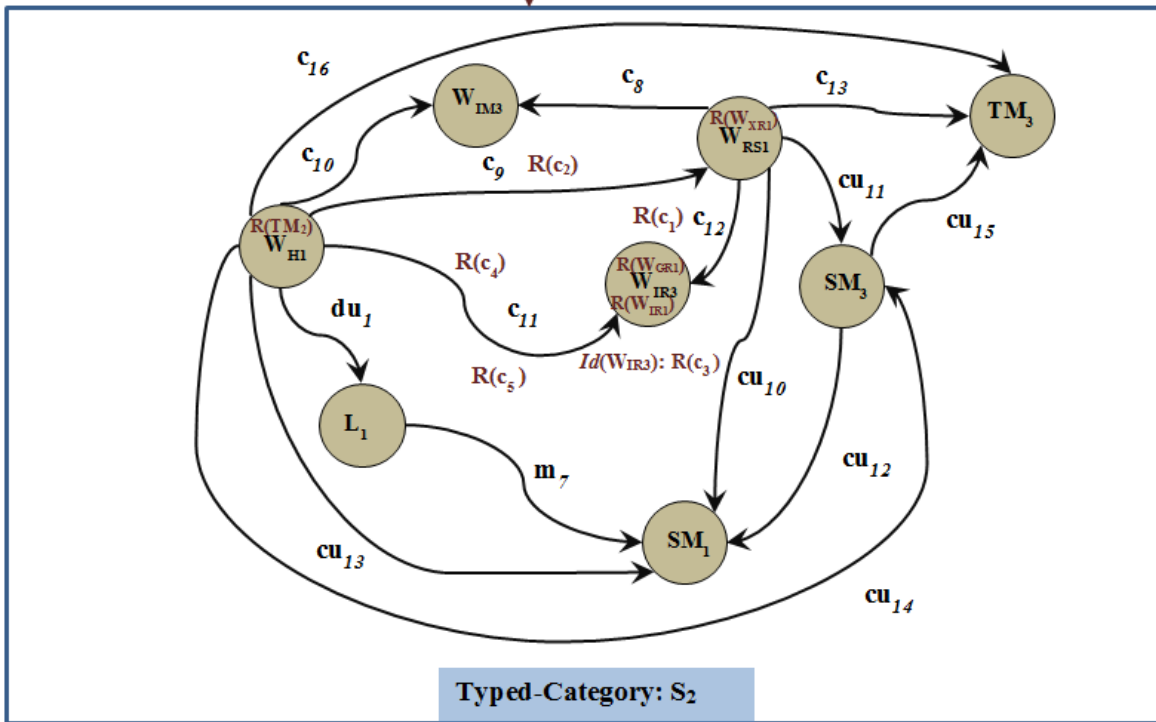 c16
c8
c13
WIM3
R(WXR1)
WRS1
TM3
c10
c9
R(c2)
cu11
R(TM2)
WH1
R(c1) c12
cu15
R(c4)
R(WGR1)
WIR3
R(WIR1)
SM3
du1
c11
R(c5)
Id(WIR3): R(c3)
cu10
L1
m7
cu12
SM1
cu13
cu14
Typed-Category: S2